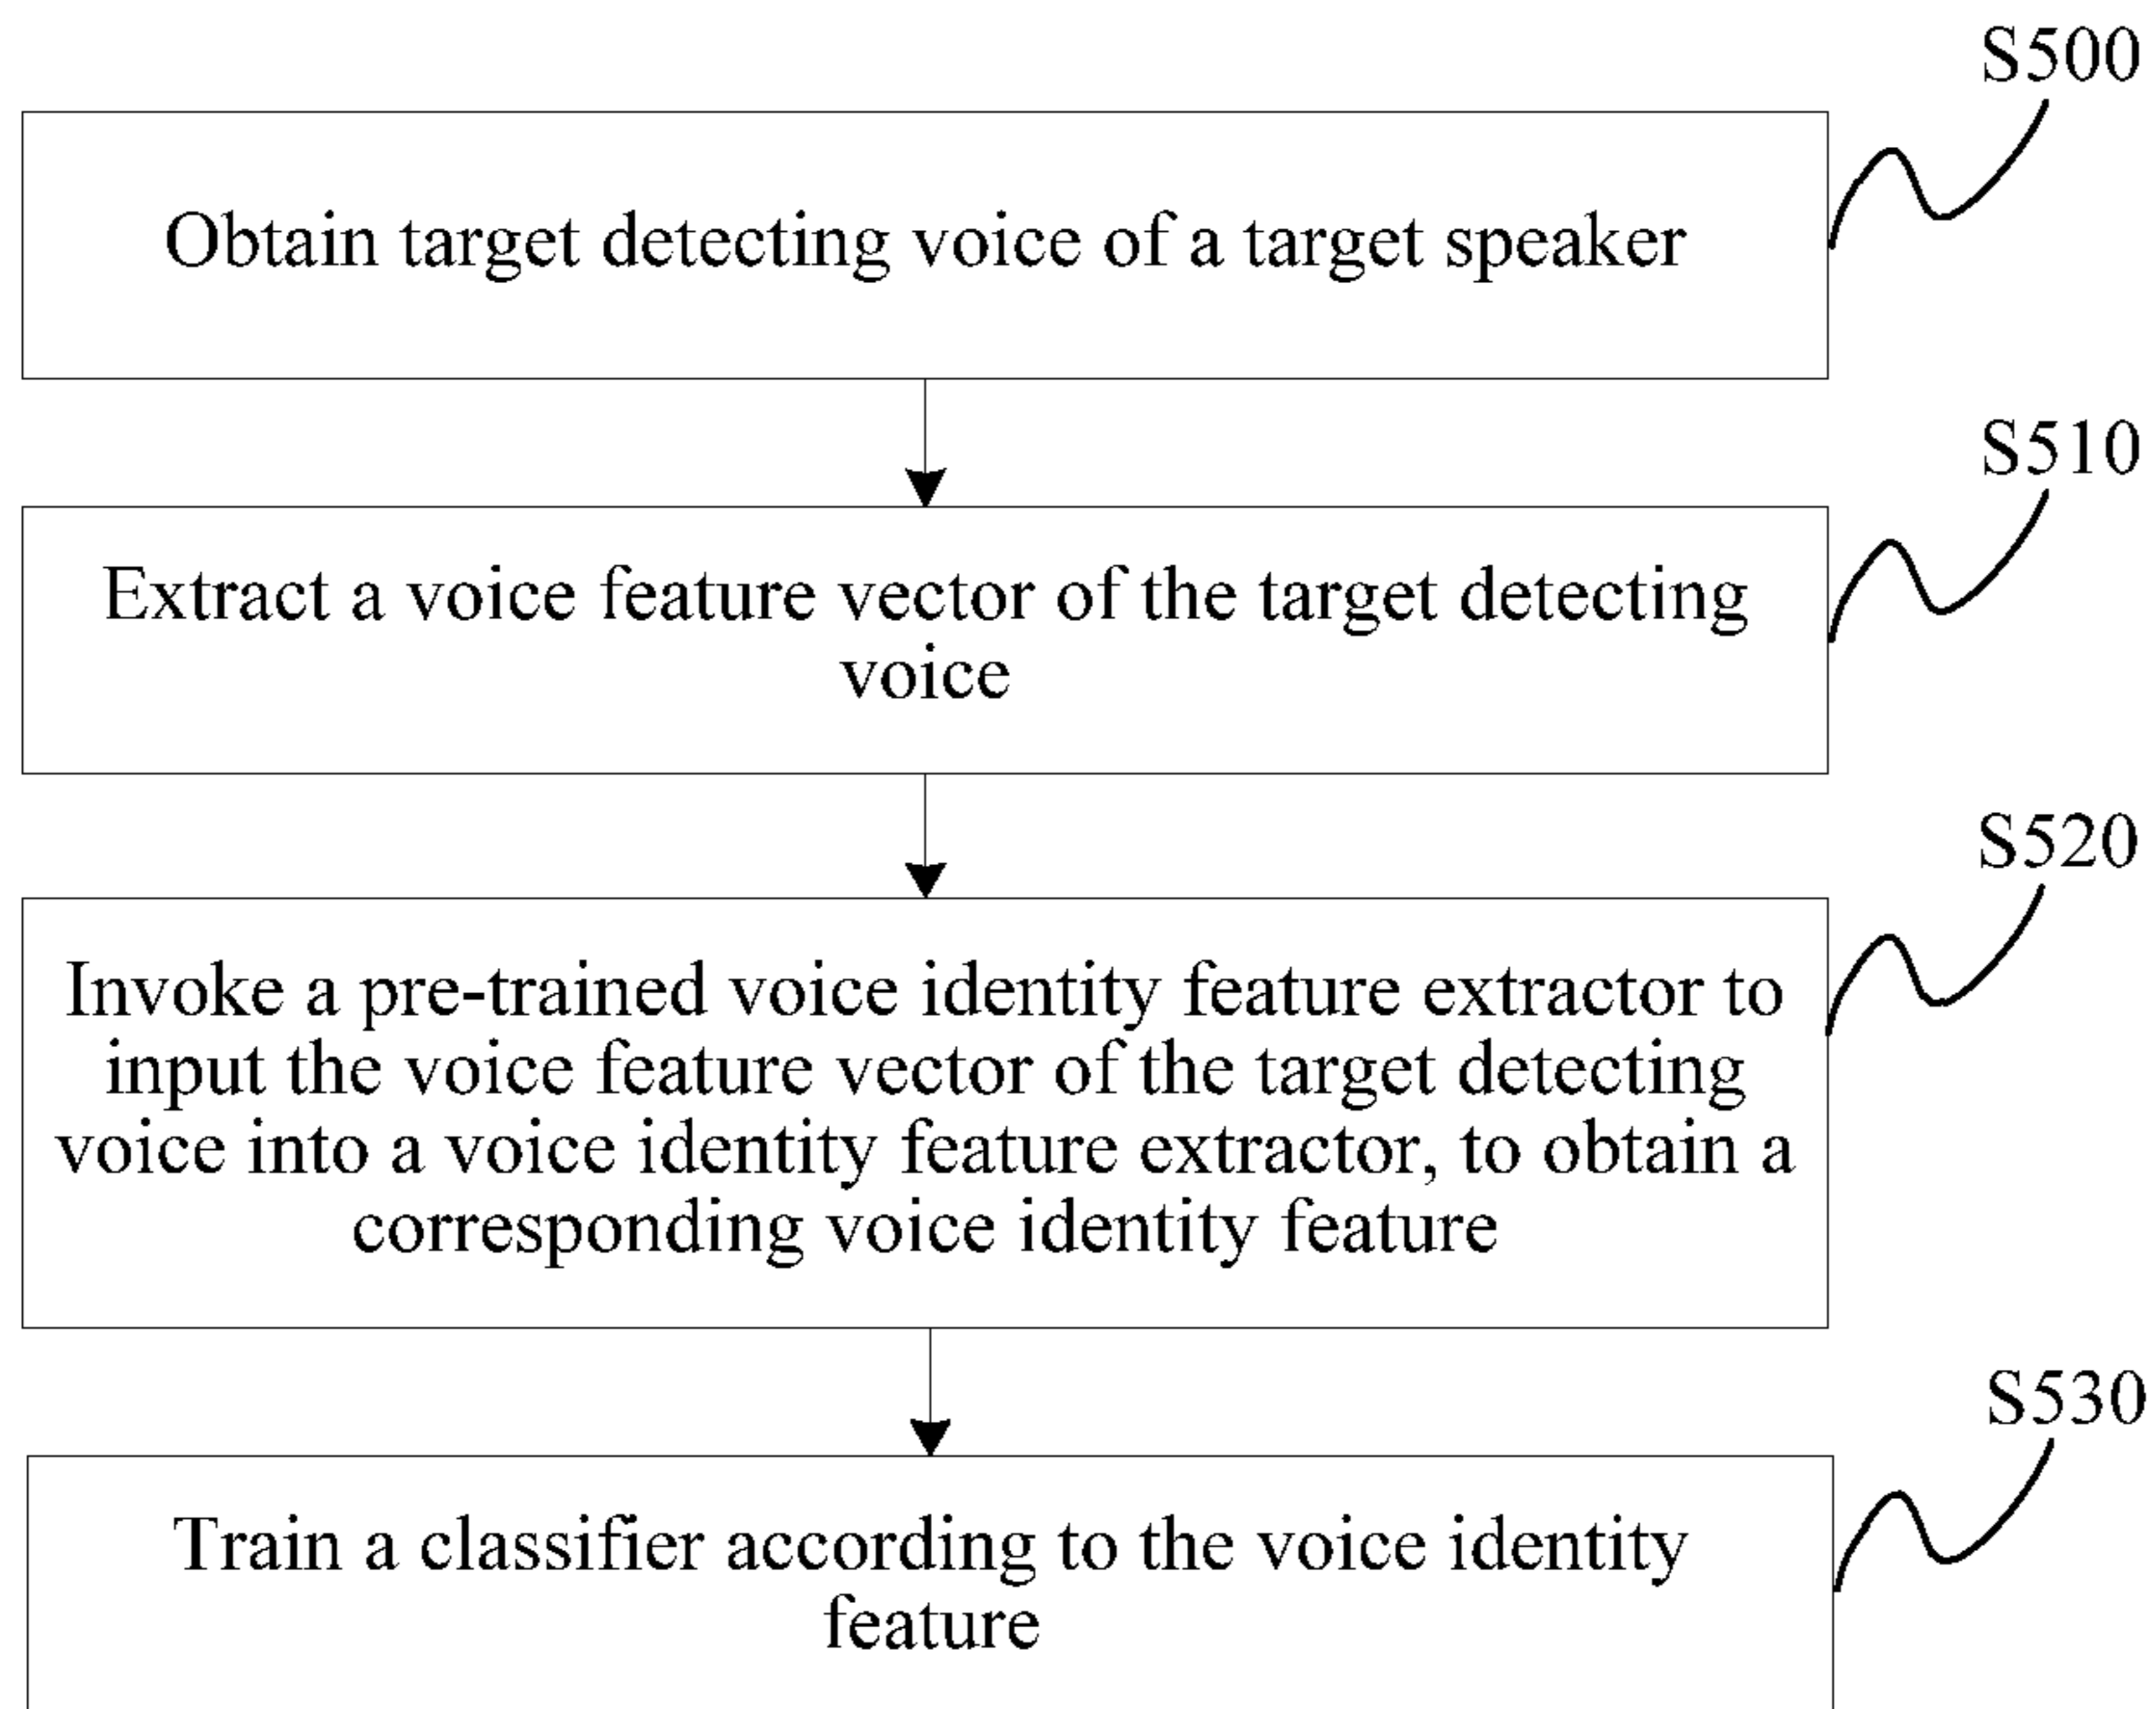 S500
Obtain target detecting voice of a target speaker
S510
Extract a voice feature vector of the target detecting
voice
S520
Invoke a pre-trained voice identity feature extractor to
input the voice feature vector of the target detecting
voice into a voice identity feature extractor, to obtain a
corresponding voice identity feature
S530
Train a classifier according to the voice identity
feature